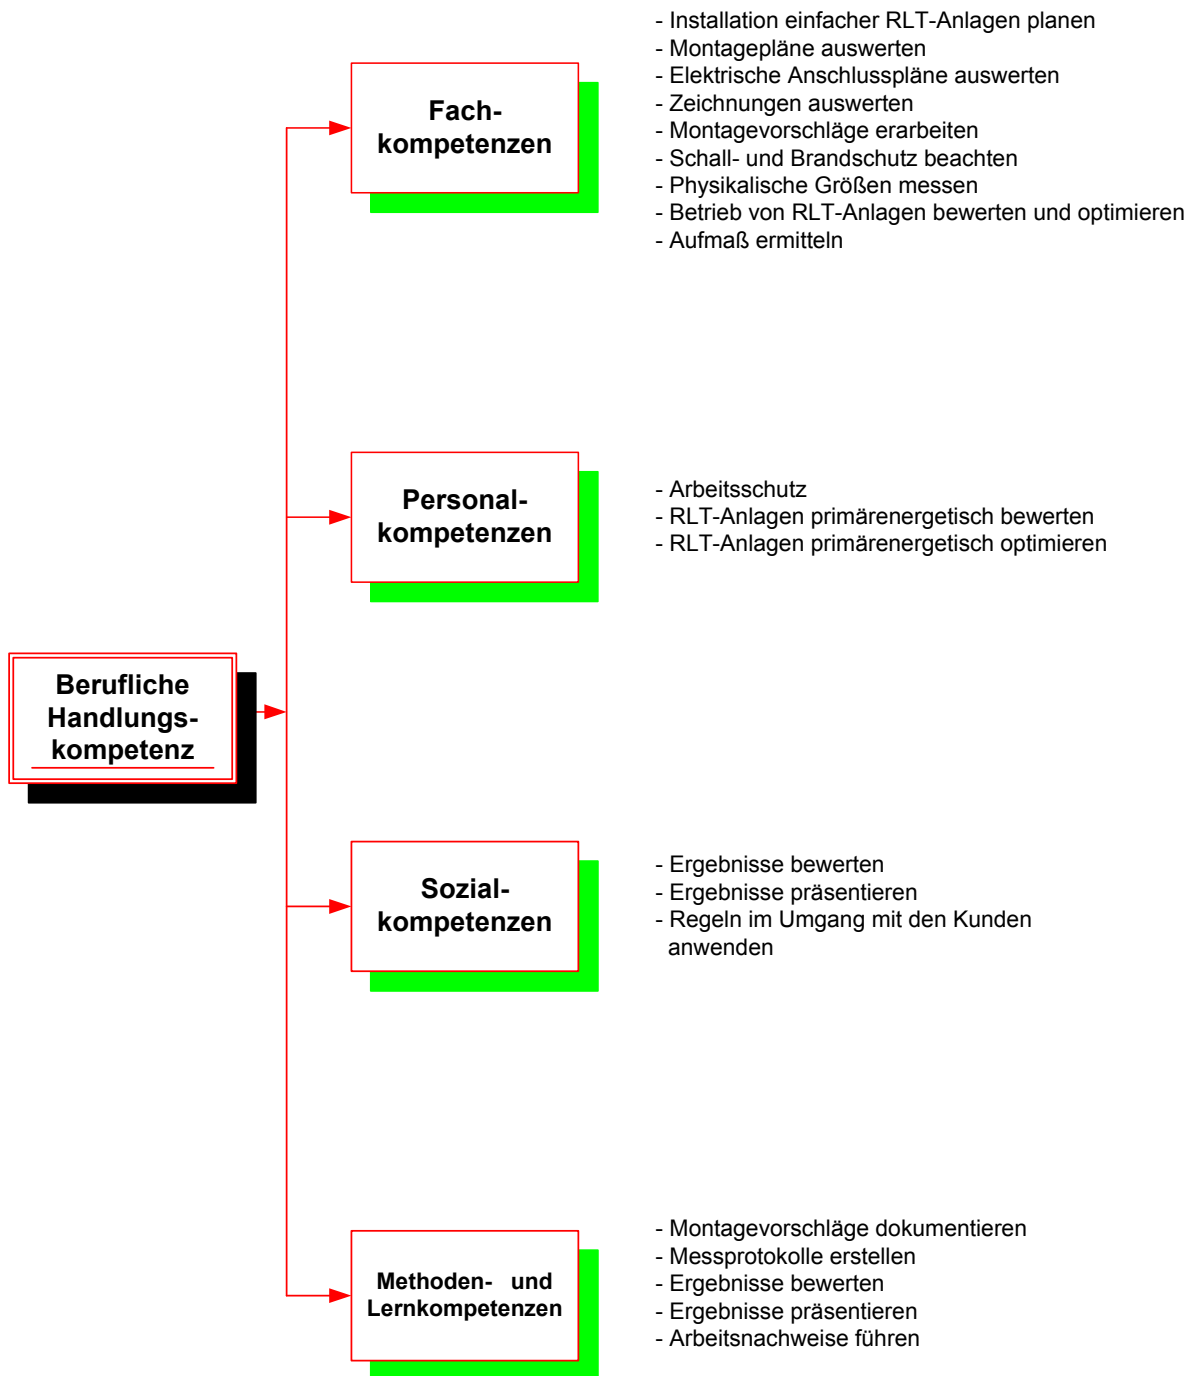 - Installation einfacher RLT-Anlagen planen
- Montagepläne auswerten
- Elektrische Anschlusspläne auswerten
- Zeichnungen auswerten
- Montagevorschläge erarbeiten
- Schall- und Brandschutz beachten
- Physikalische Größen messen
- Betrieb von RLT-Anlagen bewerten und optimieren
- Aufmaß ermitteln
Fach-
kompetenzen
Personal-
kompetenzen
- Arbeitsschutz
- RLT-Anlagen primärenergetisch bewerten
- RLT-Anlagen primärenergetisch optimieren
Berufliche
Handlungs-
kompetenz
Sozial-
kompetenzen
- Ergebnisse bewerten
- Ergebnisse präsentieren
- Regeln im Umgang mit den Kunden
anwenden
Methoden- und
Lernkompetenzen
- Montagevorschläge dokumentieren
- Messprotokolle erstellen
- Ergebnisse bewerten
- Ergebnisse präsentieren
- Arbeitsnachweise führen